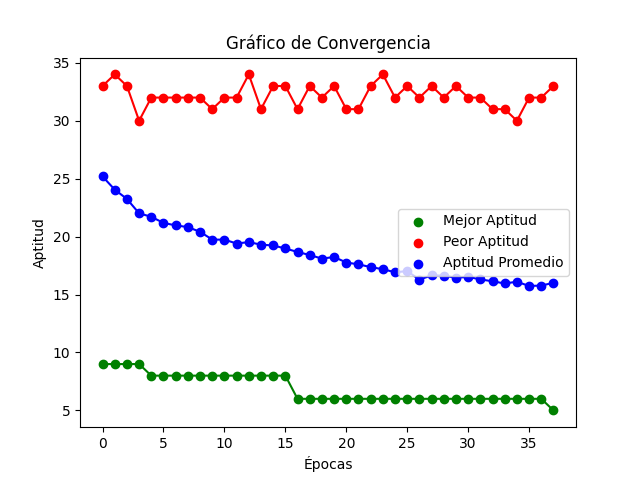 Gráfico de Convergencia
Aptitud
35
30
25
20
15
10
5
Mejor Aptitud
Peor Aptitud
Aptitud Promedio
0 5 10 15 20 25 30 35
Épocas